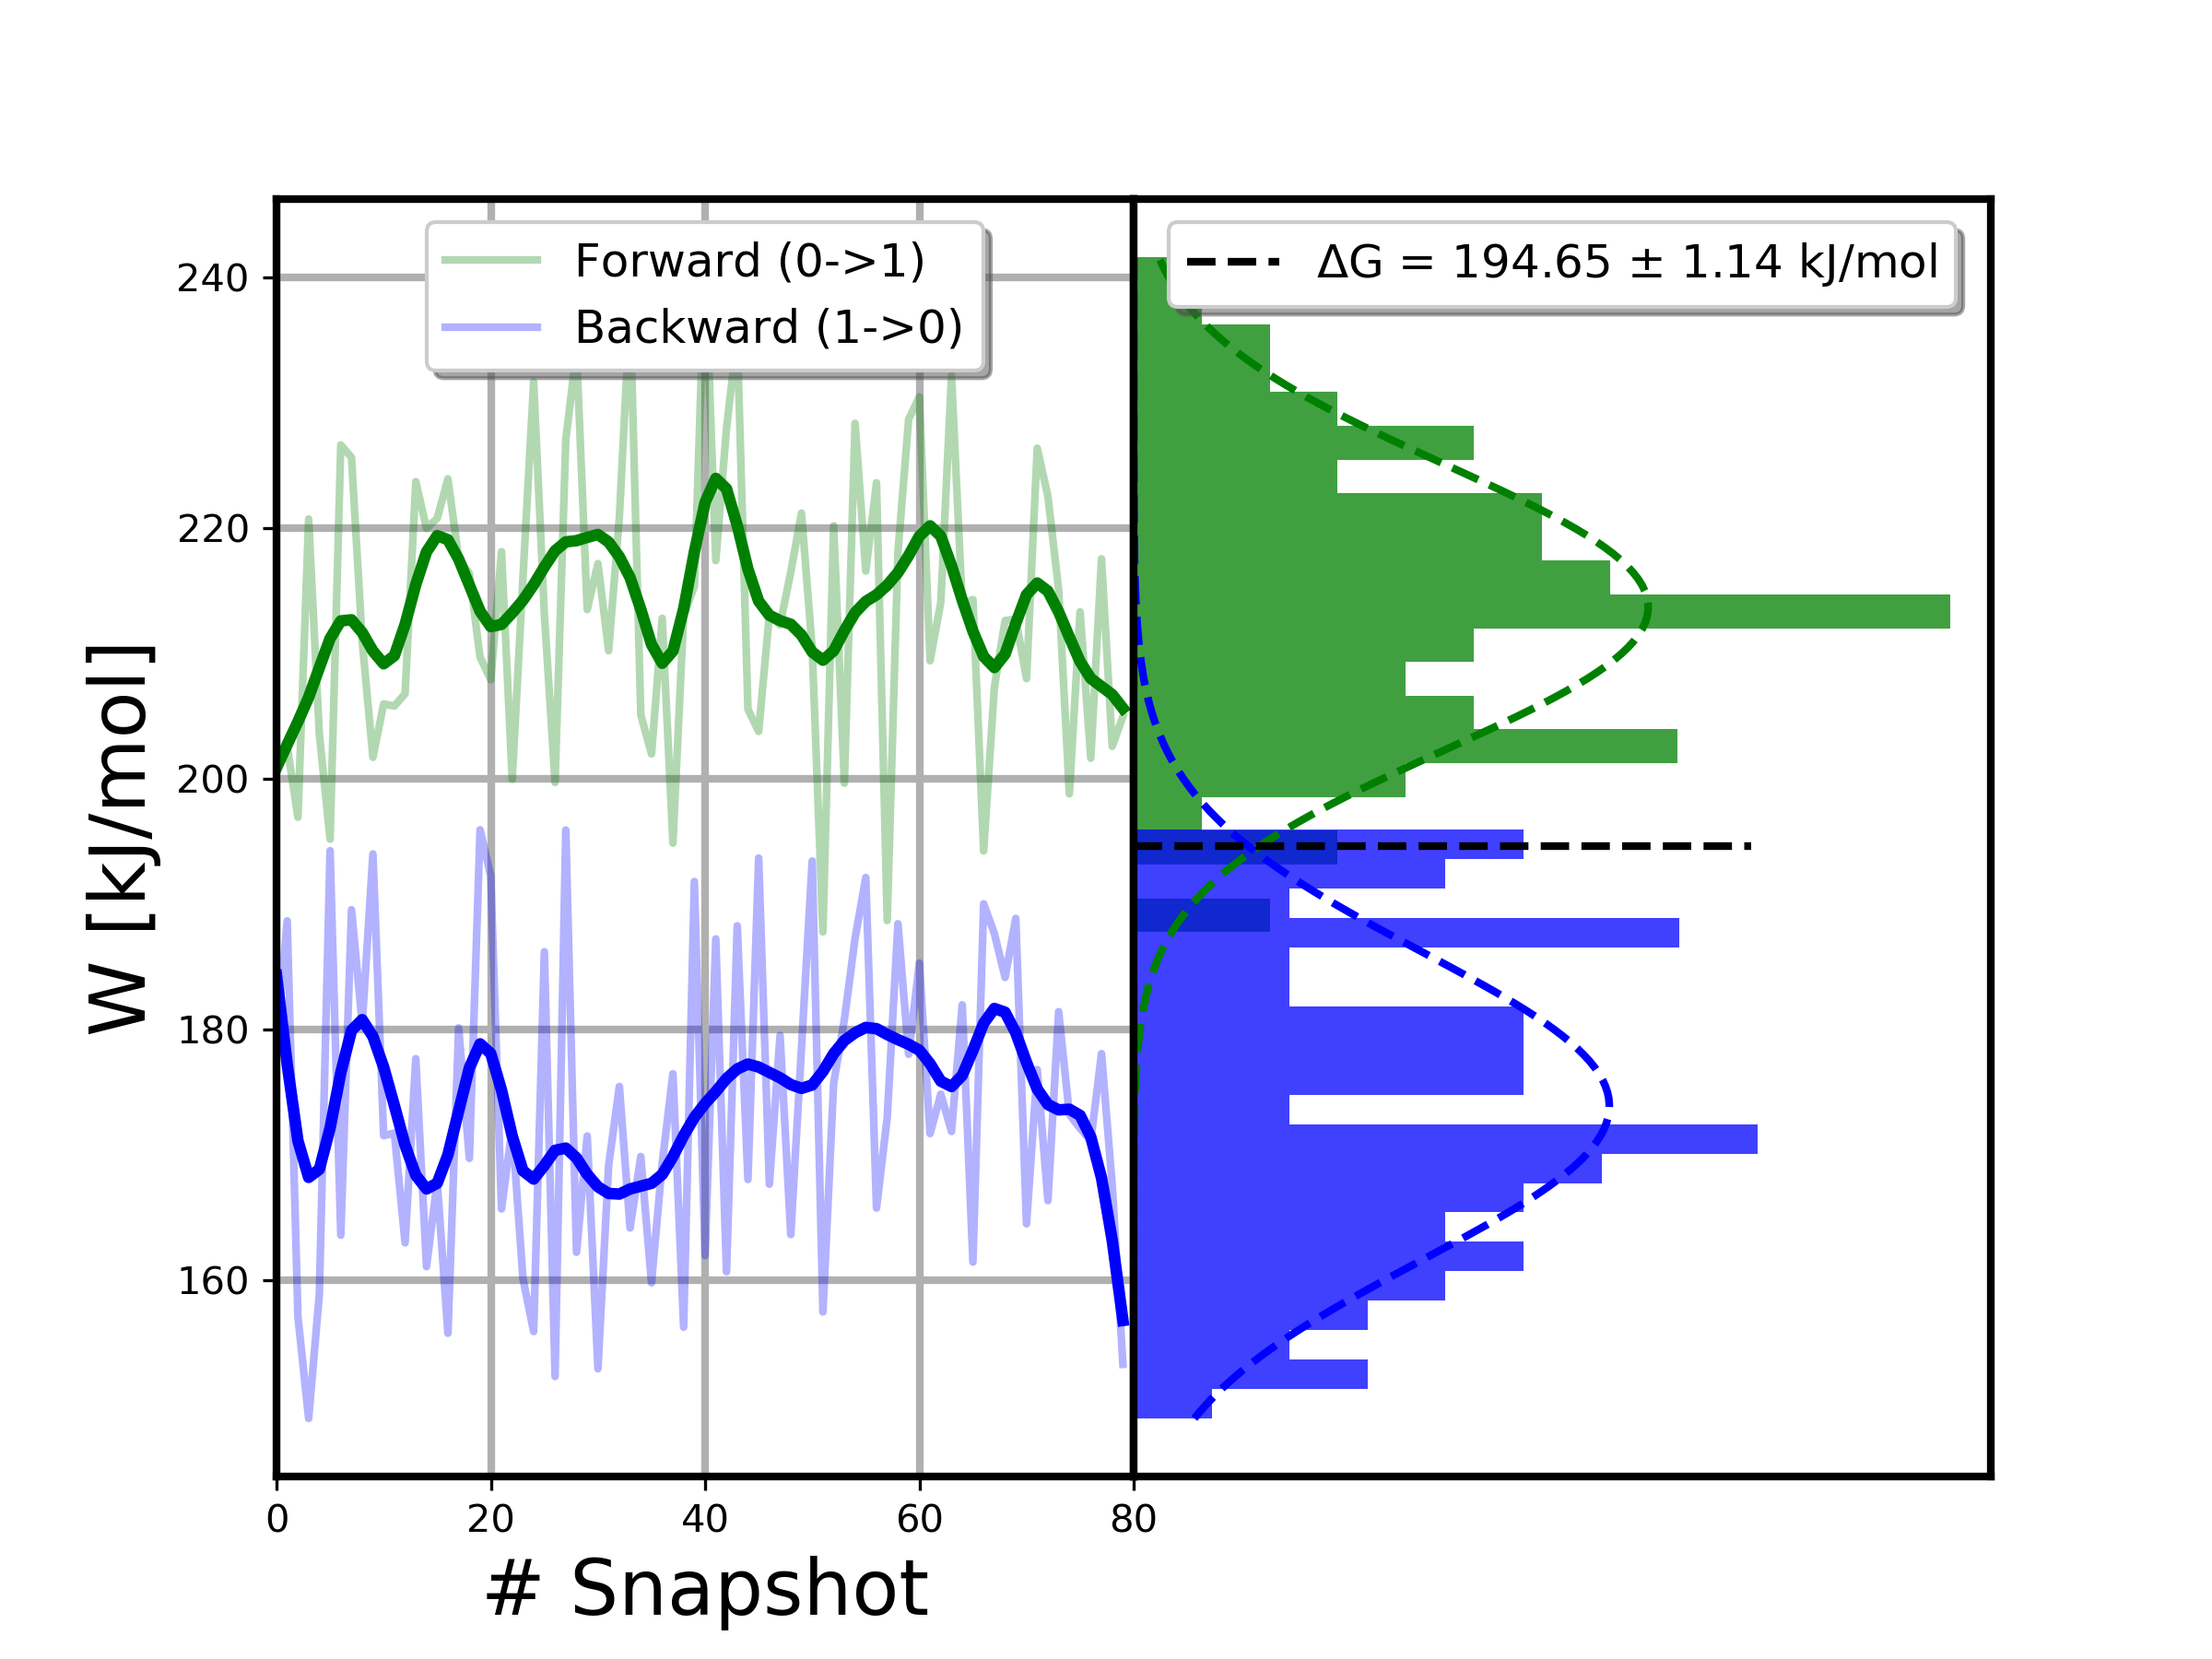 Forward (0->1)
Backward (1->0)
ΔG = 194.65 ± 1.14 kJ/mol
W [kJ/mol]
240
220
200
180
160
0 20 40 60 80
# Snapshot